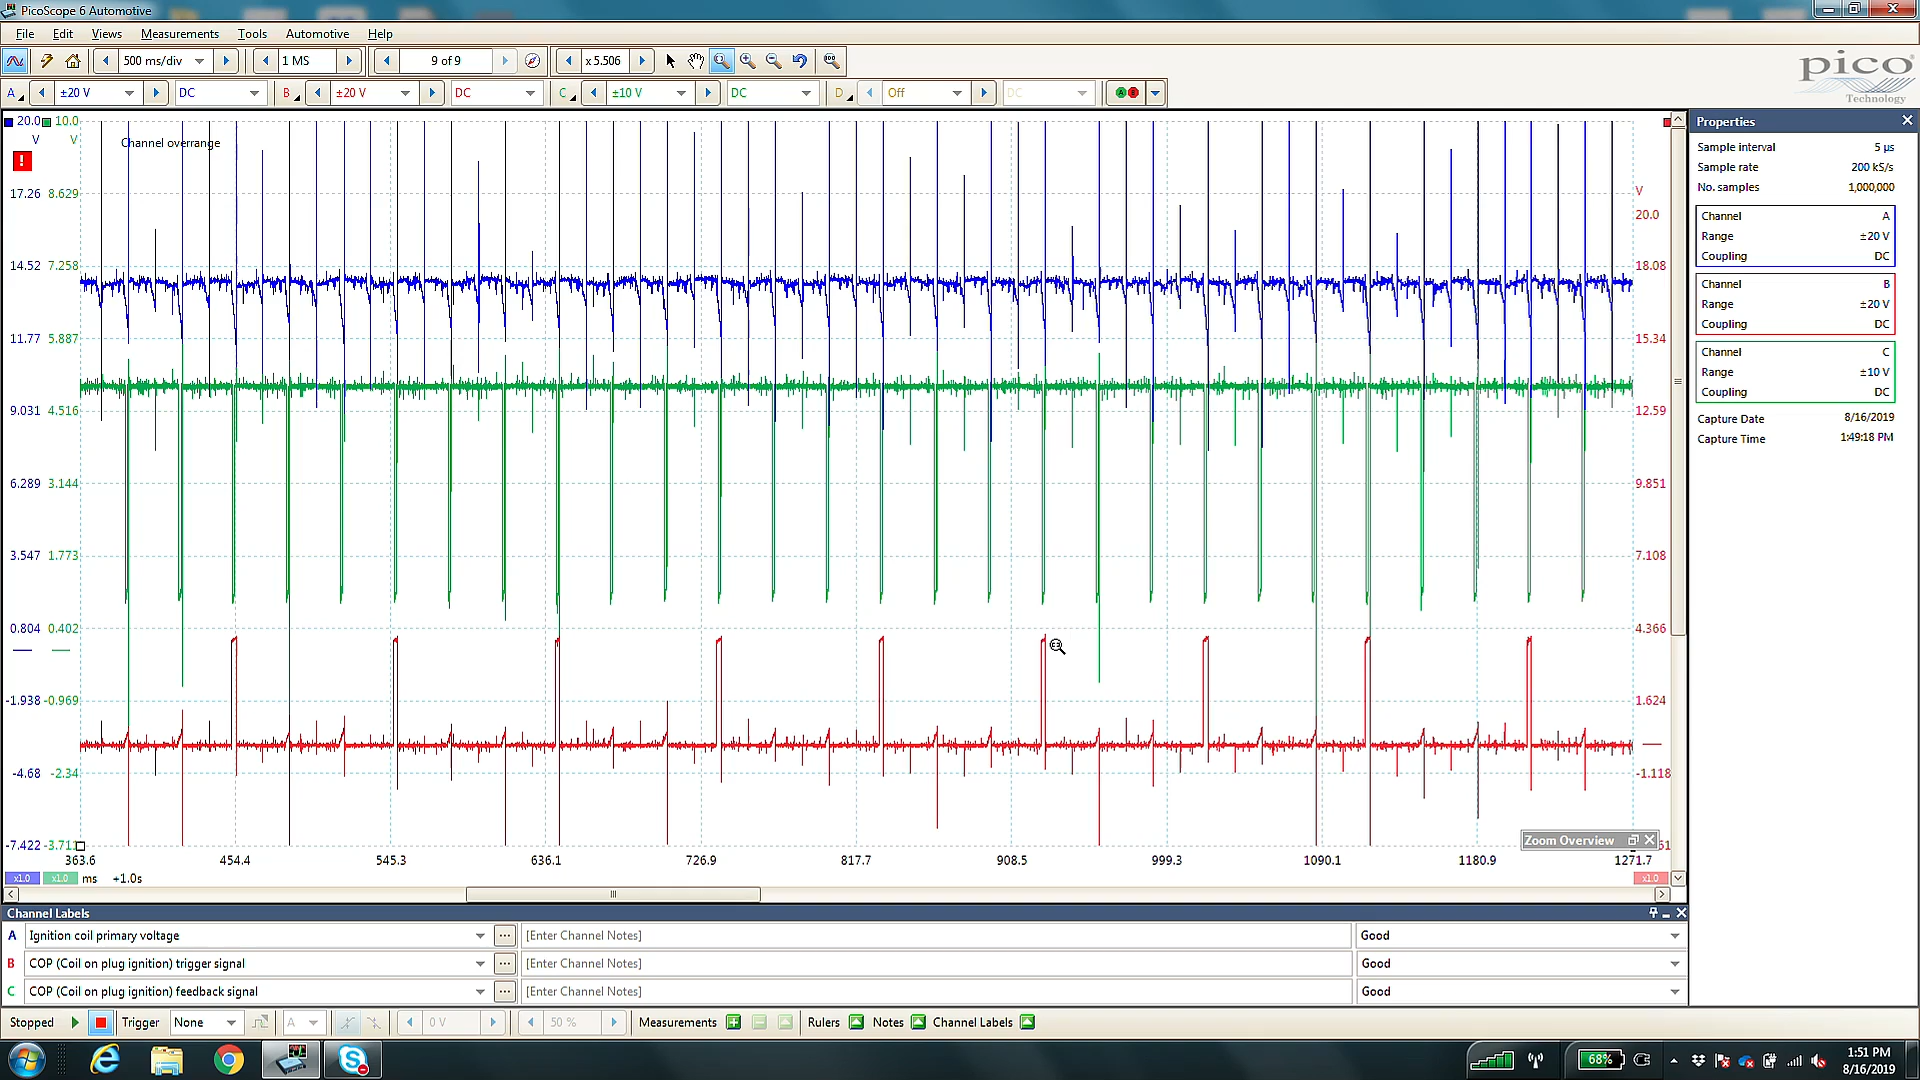 PicoScope 6 Automotive
File Edit Views Measurements Tools Automotive Help
500 ms/div 1 MS 9 of 9 x 5.506
A ±20 V DC B ±20 V DC C ±10 V DC D Off DC
pico
Technology
20.0 10.0
V V
Channel overrange
17.26 8.629
V
20.0
14.52 7.258 18.08
11.77 5.887 15.34
9.031 4.516 12.59
6.289 3.144 9.851
3.547 1.773 7.108
0.804 0.402 4.366
-1.938 -0.969 1.624
-4.68 -2.34 -1.118
-7.422 -3.711
Zoom Overview
363.6 454.4 545.3 636.1 726.9 817.7 908.5 999.3 1090.1 1180.9 1271.7
x1.0 x1.0 ms +1.0s x1.0
Properties
Sample interval 5 µs
Sample rate 200 kS/s
No. samples 1,000,000
Channel A
Range ±20 V
Coupling DC
Channel B
Range ±20 V
Coupling DC
Channel C
Range ±10 V
Coupling DC
Capture Date 8/16/2019
Capture Time 1:49:18 PM
Channel Labels
A Ignition coil primary voltage ... [Enter Channel Notes] Good
B COP (Coil on plug ignition) trigger signal ... [Enter Channel Notes] Good
C COP (Coil on plug ignition) feedback signal ... [Enter Channel Notes] Good
Stopped Trigger None A 0 V 50 % Measurements Rulers Notes Channel Labels
68% 1:51 PM
8/16/2019